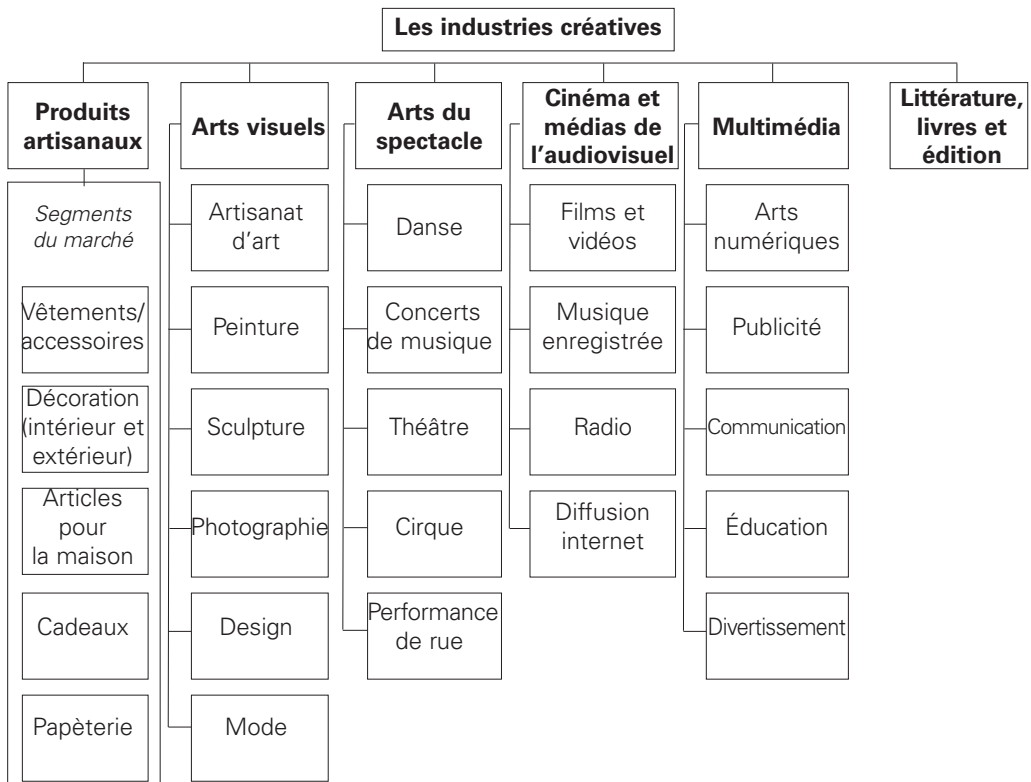 Les industries créatives
Produits
artisanaux
Arts visuels
Arts du
spectacle
Cinéma et
médias de
l'audiovisuel
Multimédia
Littérature,
livres et
édition
Segments
du marché
Vêtements/
accessoires
Décoration
(intérieur et
extérieur)
Articles
pour
la maison
Cadeaux
Papèterie
Artisanat
d'art
Peinture
Sculpture
Photographie
Design
Mode
Danse
Concerts
de musique
Théâtre
Cirque
Performance
de rue
Films et
vidéos
Musique
enregistrée
Radio
Diffusion
internet
Arts
numériques
Publicité
Communication
Éducation
Divertissement